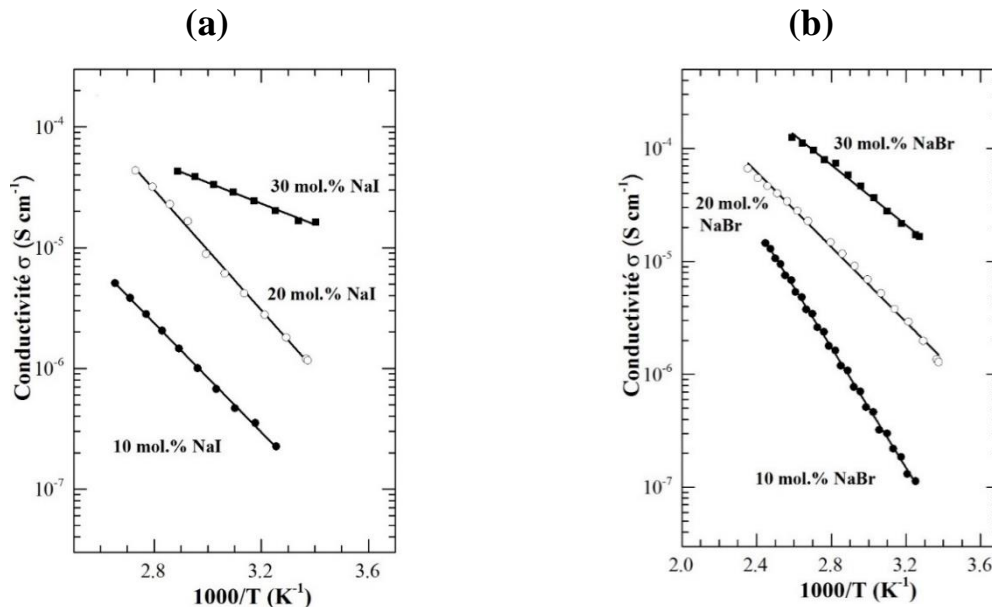 (a)
10⁻⁴
10⁻⁵
10⁻⁶
10⁻⁷
Conductivité σ (S cm⁻¹)
30 mol.% NaI
20 mol.% NaI
10 mol.% NaI
2.8 3.2 3.6
1000/T (K⁻¹)
(b)
10⁻⁴
10⁻⁵
10⁻⁶
10⁻⁷
Conductivité σ (S cm⁻¹)
30 mol.% NaBr
20 mol.%
NaBr
10 mol.% NaBr
2.0 2.4 2.8 3.2 3.6
1000/T (K⁻¹)